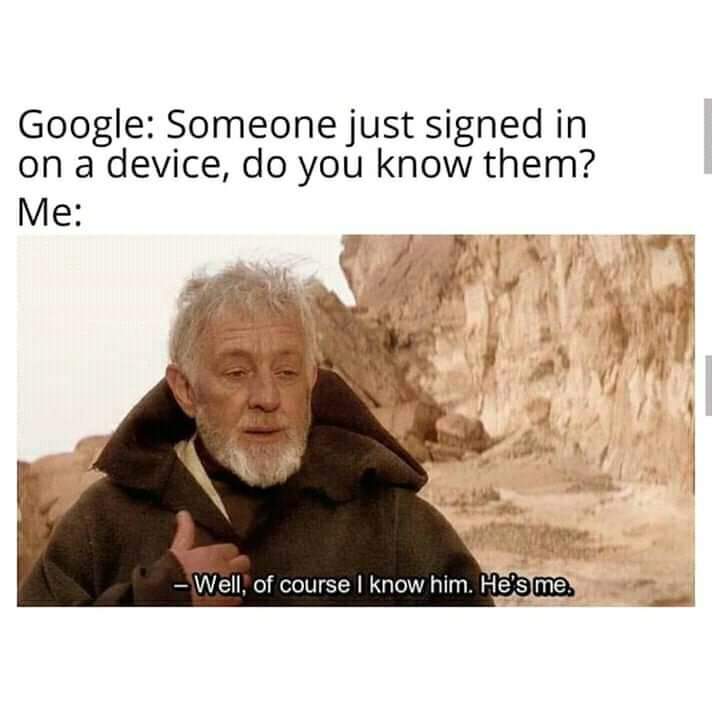 Google: Someone just signed in
on a device, do you know them?
Me:
– Well, of course I know him. He's me.